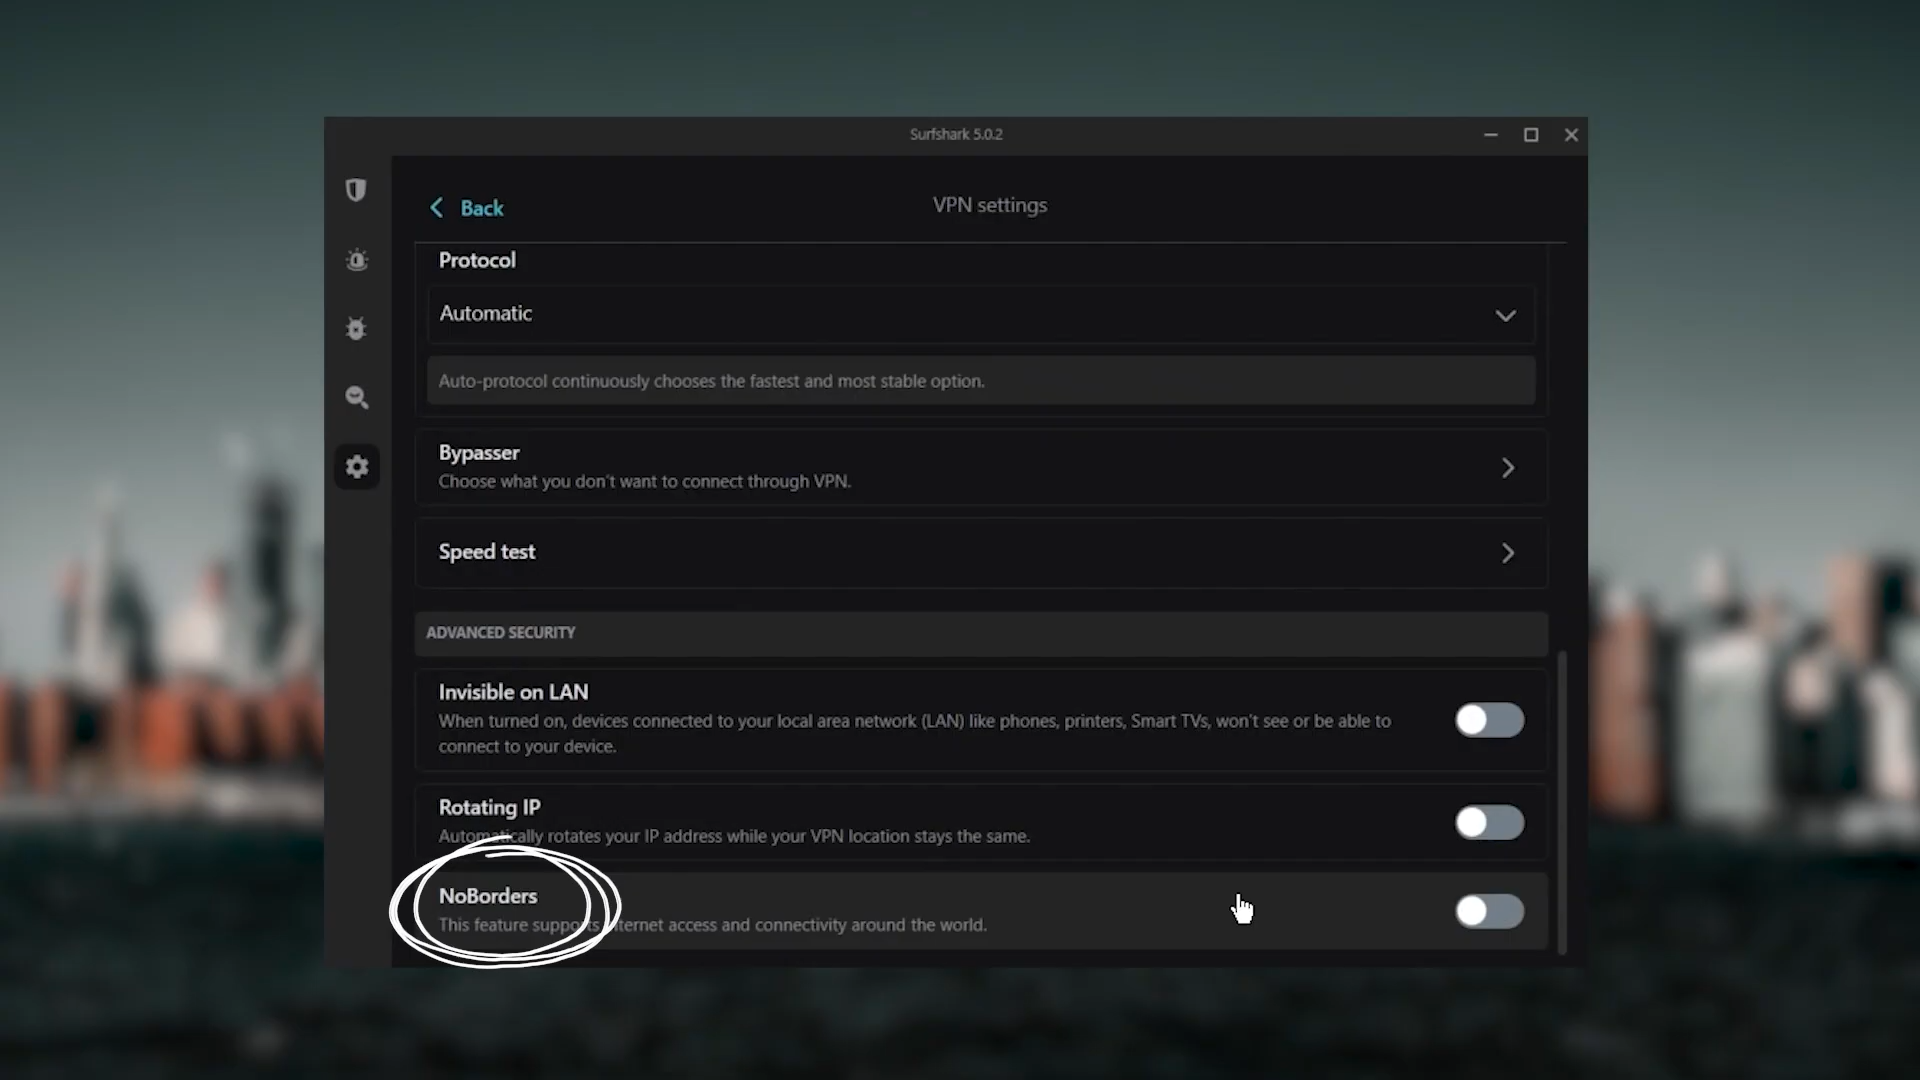 Surfshark 5.0.2
Back
VPN settings
Protocol
Automatic
Auto-protocol continuously chooses the fastest and most stable option.
Bypasser
Choose what you don't want to connect through VPN.
Speed test
ADVANCED SECURITY
Invisible on LAN
When turned on, devices connected to your local area network (LAN) like phones, printers, Smart TVs, won't see or be able to
connect to your device.
Rotating IP
Automatically rotates your IP address while your VPN location stays the same.
NoBorders
This feature supports internet access and connectivity around the world.